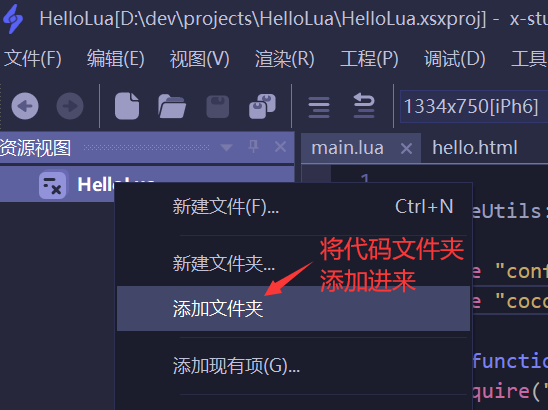 HelloLua[D:\dev\projects\HelloLua\HelloLua.xsxproj] - x-stu
文件(F) 编辑(E) 视图(V) 渲染(R) 工程(P) 调试(D) 工具
1334x750[iPh6]
资源视图
main.lua hello.html
HelloLua
1
新建文件(F)... Ctrl+N
eUtils:
新建文件夹...
将代码文件夹
添加进来
e "conf
添加文件夹
e "coco
functio
添加现有项(G)...
quire("